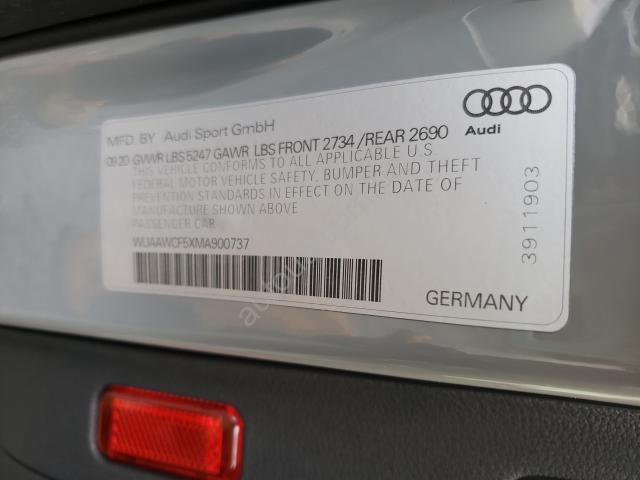 MFD. BY Audi Sport GmbH
09.20 GVWR LBS 5247 GAWR LBS FRONT 2734 /REAR 2690
THIS VEHICLE CONFORMS TO ALL APPLICABLE U S
FEDERAL MOTOR VEHICLE SAFETY, BUMPER AND THEFT
PREVENTION STANDARDS IN EFFECT ON THE DATE OF
MANUFACTURE SHOWN ABOVE
PASSENGER CAR
WUAAWCF5XMA900737
Audi
3911903
GERMANY